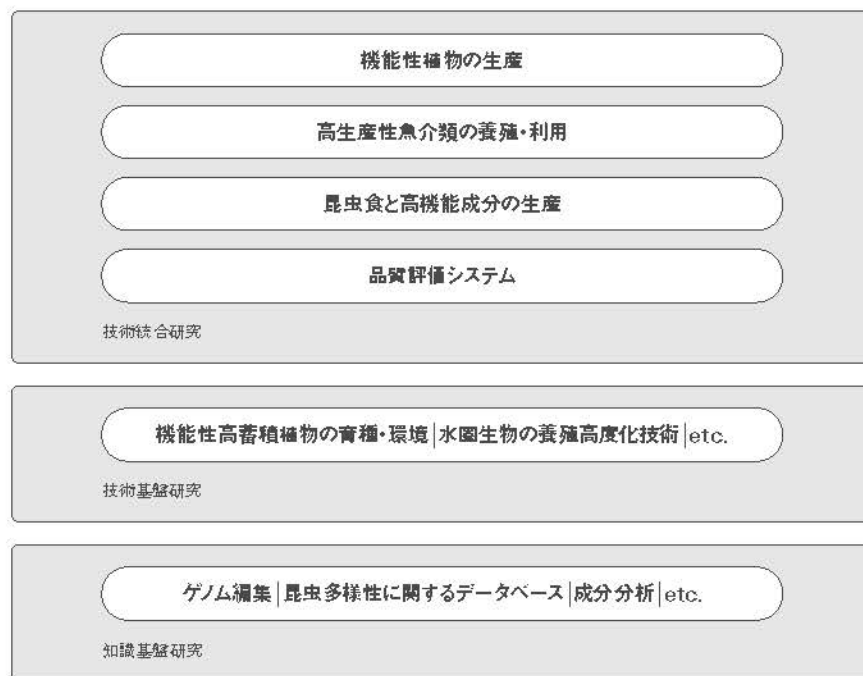 機能性植物の生産
高生産性魚介類の養殖・利用
昆虫食と高機能成分の生産
品質評価システム
技術統合研究
機能性高蓄積植物の育種・環境|水圏生物の養殖高度化技術|etc.
技術基盤研究
ゲノム編集|昆虫多様性に関するデータベース|成分分析|etc.
知識基盤研究